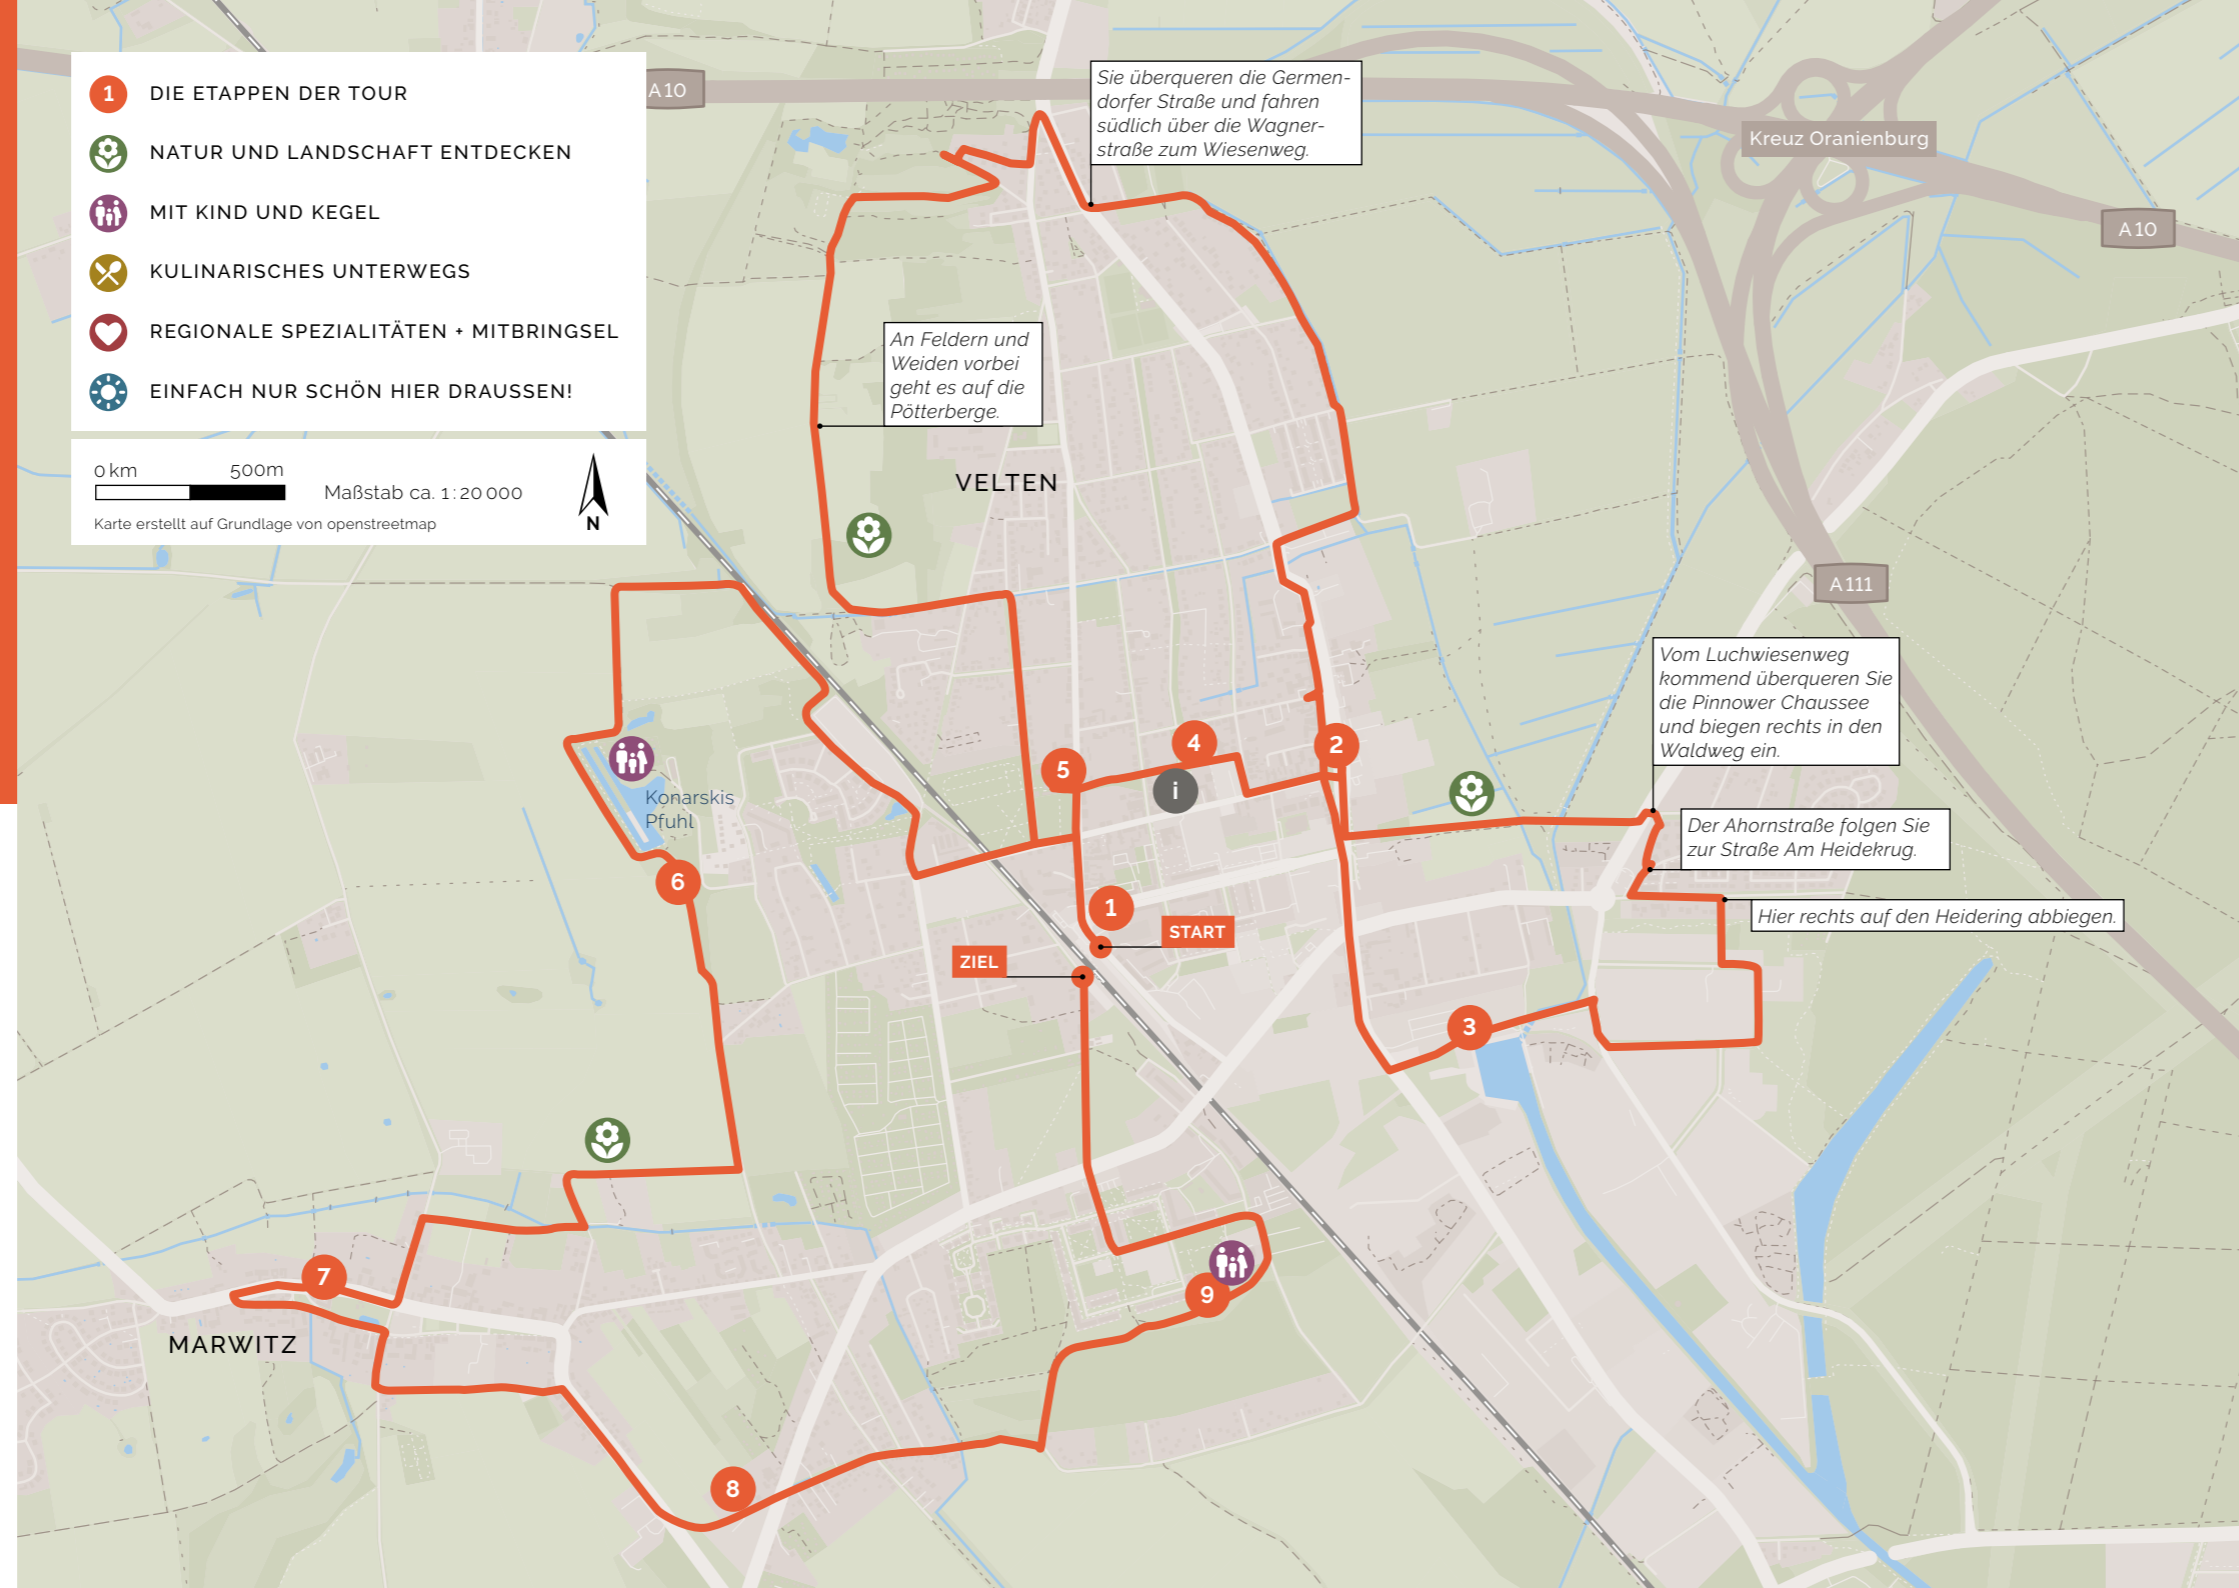 1 DIE ETAPPEN DER TOUR
NATUR UND LANDSCHAFT ENTDECKEN
MIT KIND UND KEGEL
KULINARISCHES UNTERWEGS
REGIONALE SPEZIALITÄTEN + MITBRINGSEL
EINFACH NUR SCHÖN HIER DRAUSSEN!
0 km 500m
Maßstab ca. 1 : 20 000
N
Karte erstellt auf Grundlage von openstreetmap
A 10
Sie überqueren die Germen-
dorfer Straße und fahren
südlich über die Wagner-
straße zum Wiesenweg.
Kreuz Oranienburg
A 10
An Feldern und
Weiden vorbei
geht es auf die
Pötterberge.
VELTEN
A 111
Vom Luchwiesenweg
kommend überqueren Sie
die Pinnower Chaussee
und biegen rechts in den
Waldweg ein.
4
2
5
i
Konarskis
Pfuhl
Der Ahornstraße folgen Sie
zur Straße Am Heidekrug.
6
1
START
Hier rechts auf den Heidering abbiegen.
ZIEL
3
7
9
MARWITZ
8